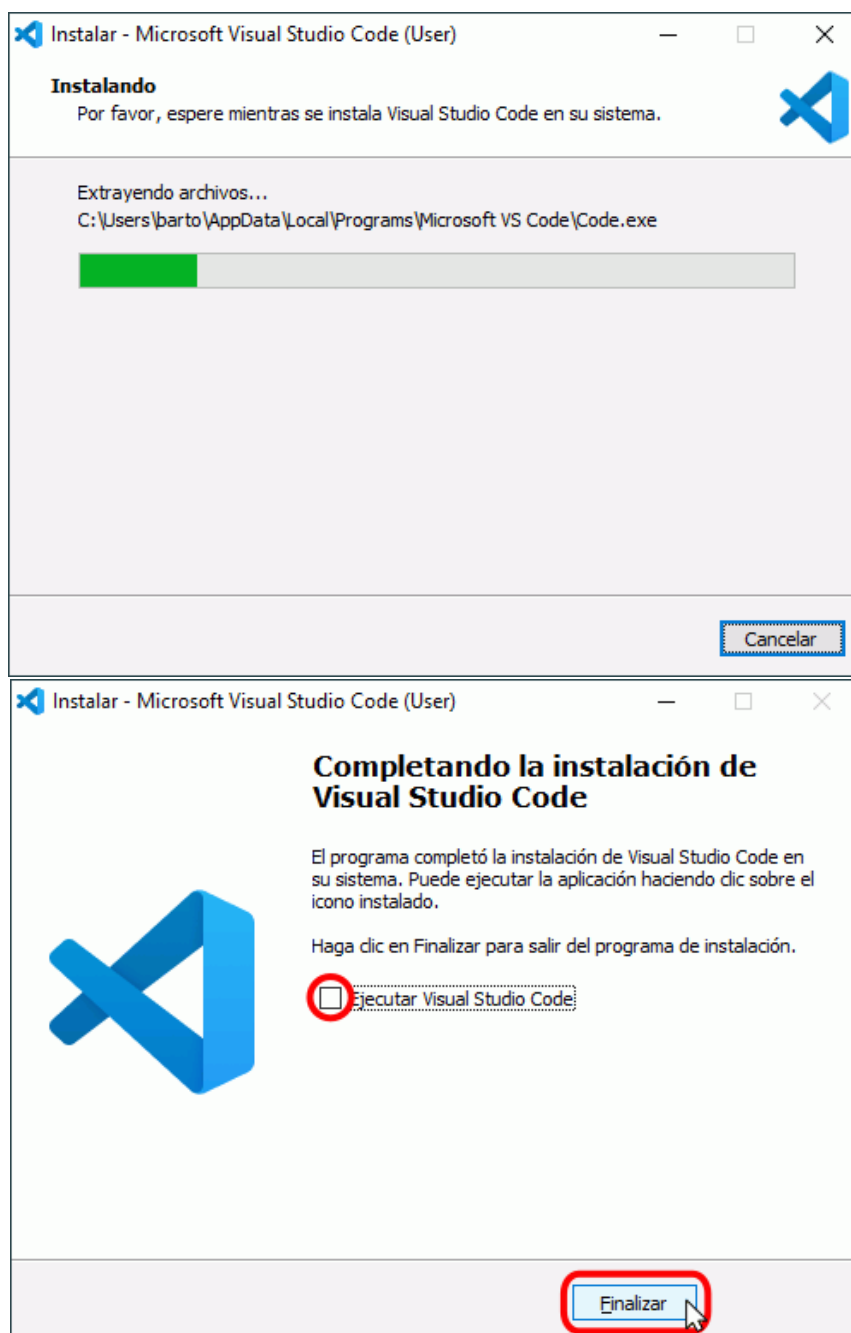 Instalar - Microsoft Visual Studio Code (User)
Instalando
Por favor, espere mientras se instala Visual Studio Code en su sistema.
Extrayendo archivos...
C:\Users\barto\AppData\Local\Programs\Microsoft VS Code\Code.exe
Cancelar
Instalar - Microsoft Visual Studio Code (User)
Completando la instalación de
Visual Studio Code
El programa completó la instalación de Visual Studio Code en
su sistema. Puede ejecutar la aplicación haciendo clic sobre el
icono instalado.
Haga clic en Finalizar para salir del programa de instalación.
Ejecutar Visual Studio Code
Finalizar